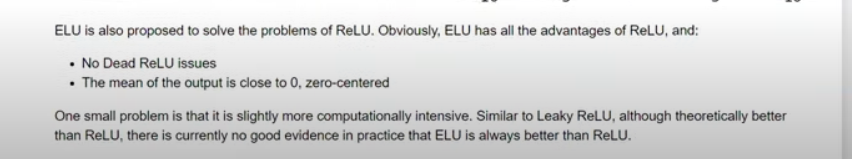 ELU is also proposed to solve the problems of ReLU. Obviously, ELU has all the advantages of ReLU, and:
• No Dead ReLU issues
• The mean of the output is close to 0, zero-centered
One small problem is that it is slightly more computationally intensive. Similar to Leaky ReLU, although theoretically better
than ReLU, there is currently no good evidence in practice that ELU is always better than ReLU.